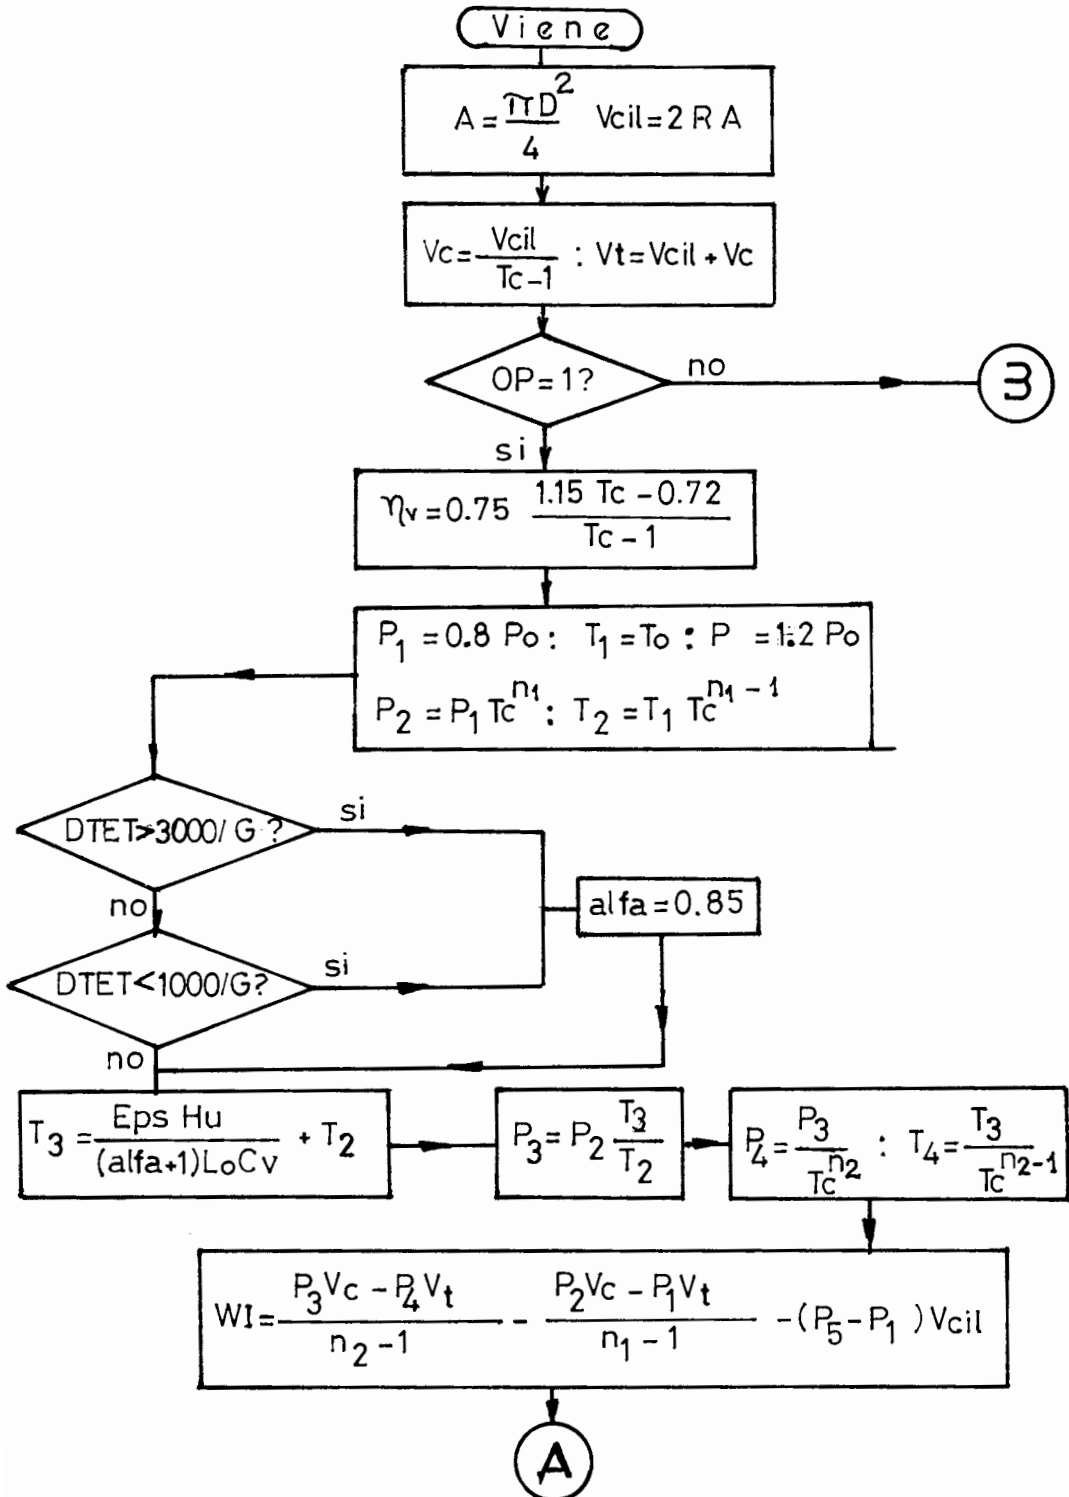 Viene
A = πD²/4 Vcil = 2 R A
Vc = Vcil/(Tc-1) : Vt = Vcil + Vc
OP = 1?
no
3
si
ηv = 0.75 (1.15 Tc - 0.72)/(Tc - 1)
P₁ = 0.8 Po : T₁ = To : P = 1.2 Po
P₂ = P₁ Tc^n₁ : T₂ = T₁ Tc^(n₁ - 1)
DTET>3000/ G ?
si
no
alfa = 0.85
DTET<1000/G?
si
no
T₃ = Eps Hu/((alfa+1)LoCv) + T₂
P₃ = P₂ T₃/T₂
P₄ = P₃/Tc^n₂ : T₄ = T₃/Tc^(n₂-1)
WI = (P₃Vc - P₄Vt)/(n₂ - 1) - (P₂Vc - P₁Vt)/(n₁ - 1) - (P₅ - P₁ ) Vcil
A